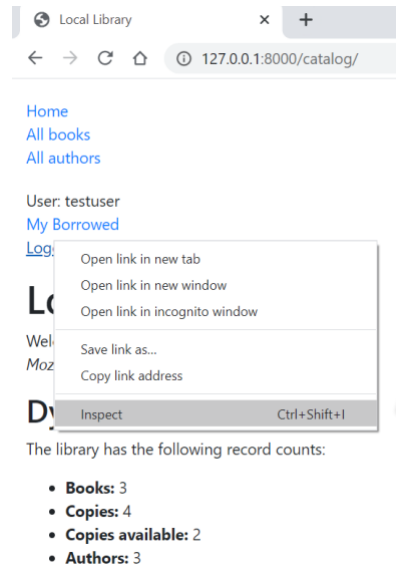 Local Library
127.0.0.1:8000/catalog/
Home
All books
All authors
User: testuser
My Borrowed
Open link in new tab
Open link in new window
Open link in incognito window
Save link as...
Copy link address
Inspect Ctrl+Shift+I
The library has the following record counts:
• Books: 3
• Copies: 4
• Copies available: 2
• Authors: 3